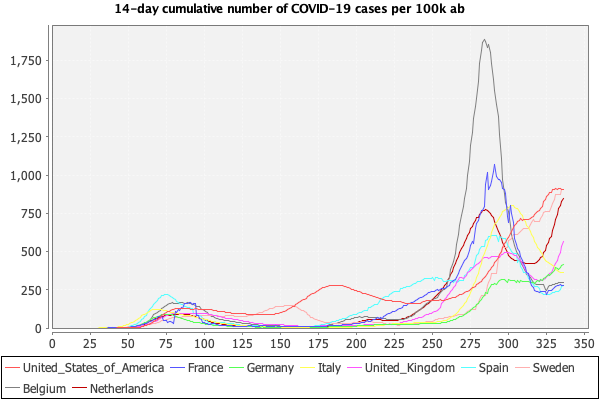 14-day cumulative number of COVID-19 cases per 100k ab
1,750
1,500
1,250
1,000
750
500
250
0
0 25 50 75 100 125 150 175 200 225 250 275 300 325 350
United_States_of_America France Germany Italy United_Kingdom Spain Sweden
Belgium Netherlands